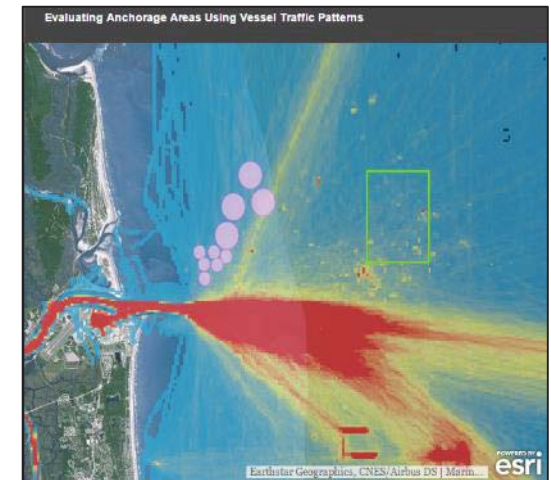 Evaluating Anchorage Areas Using Vessel Traffic Patterns
POWERED BY
esri
Earthstar Geographics, CNES/Airbus DS | Marin...